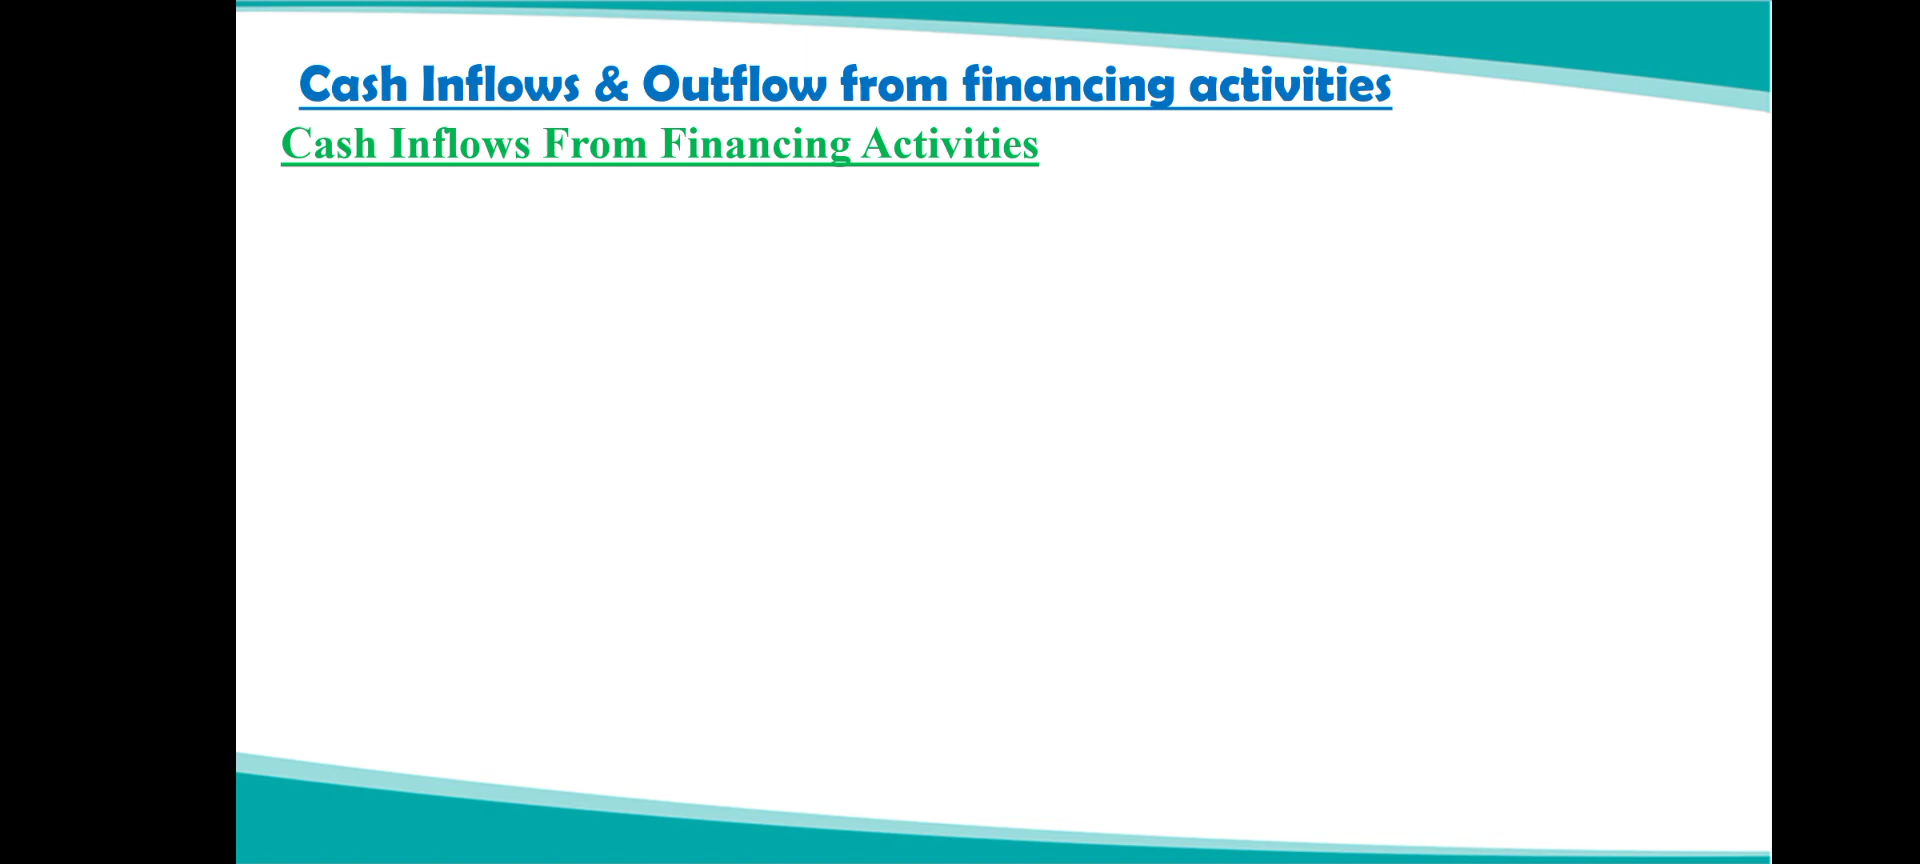 Cash Inflows & Outflow from financing activities
Cash Inflows From Financing Activities